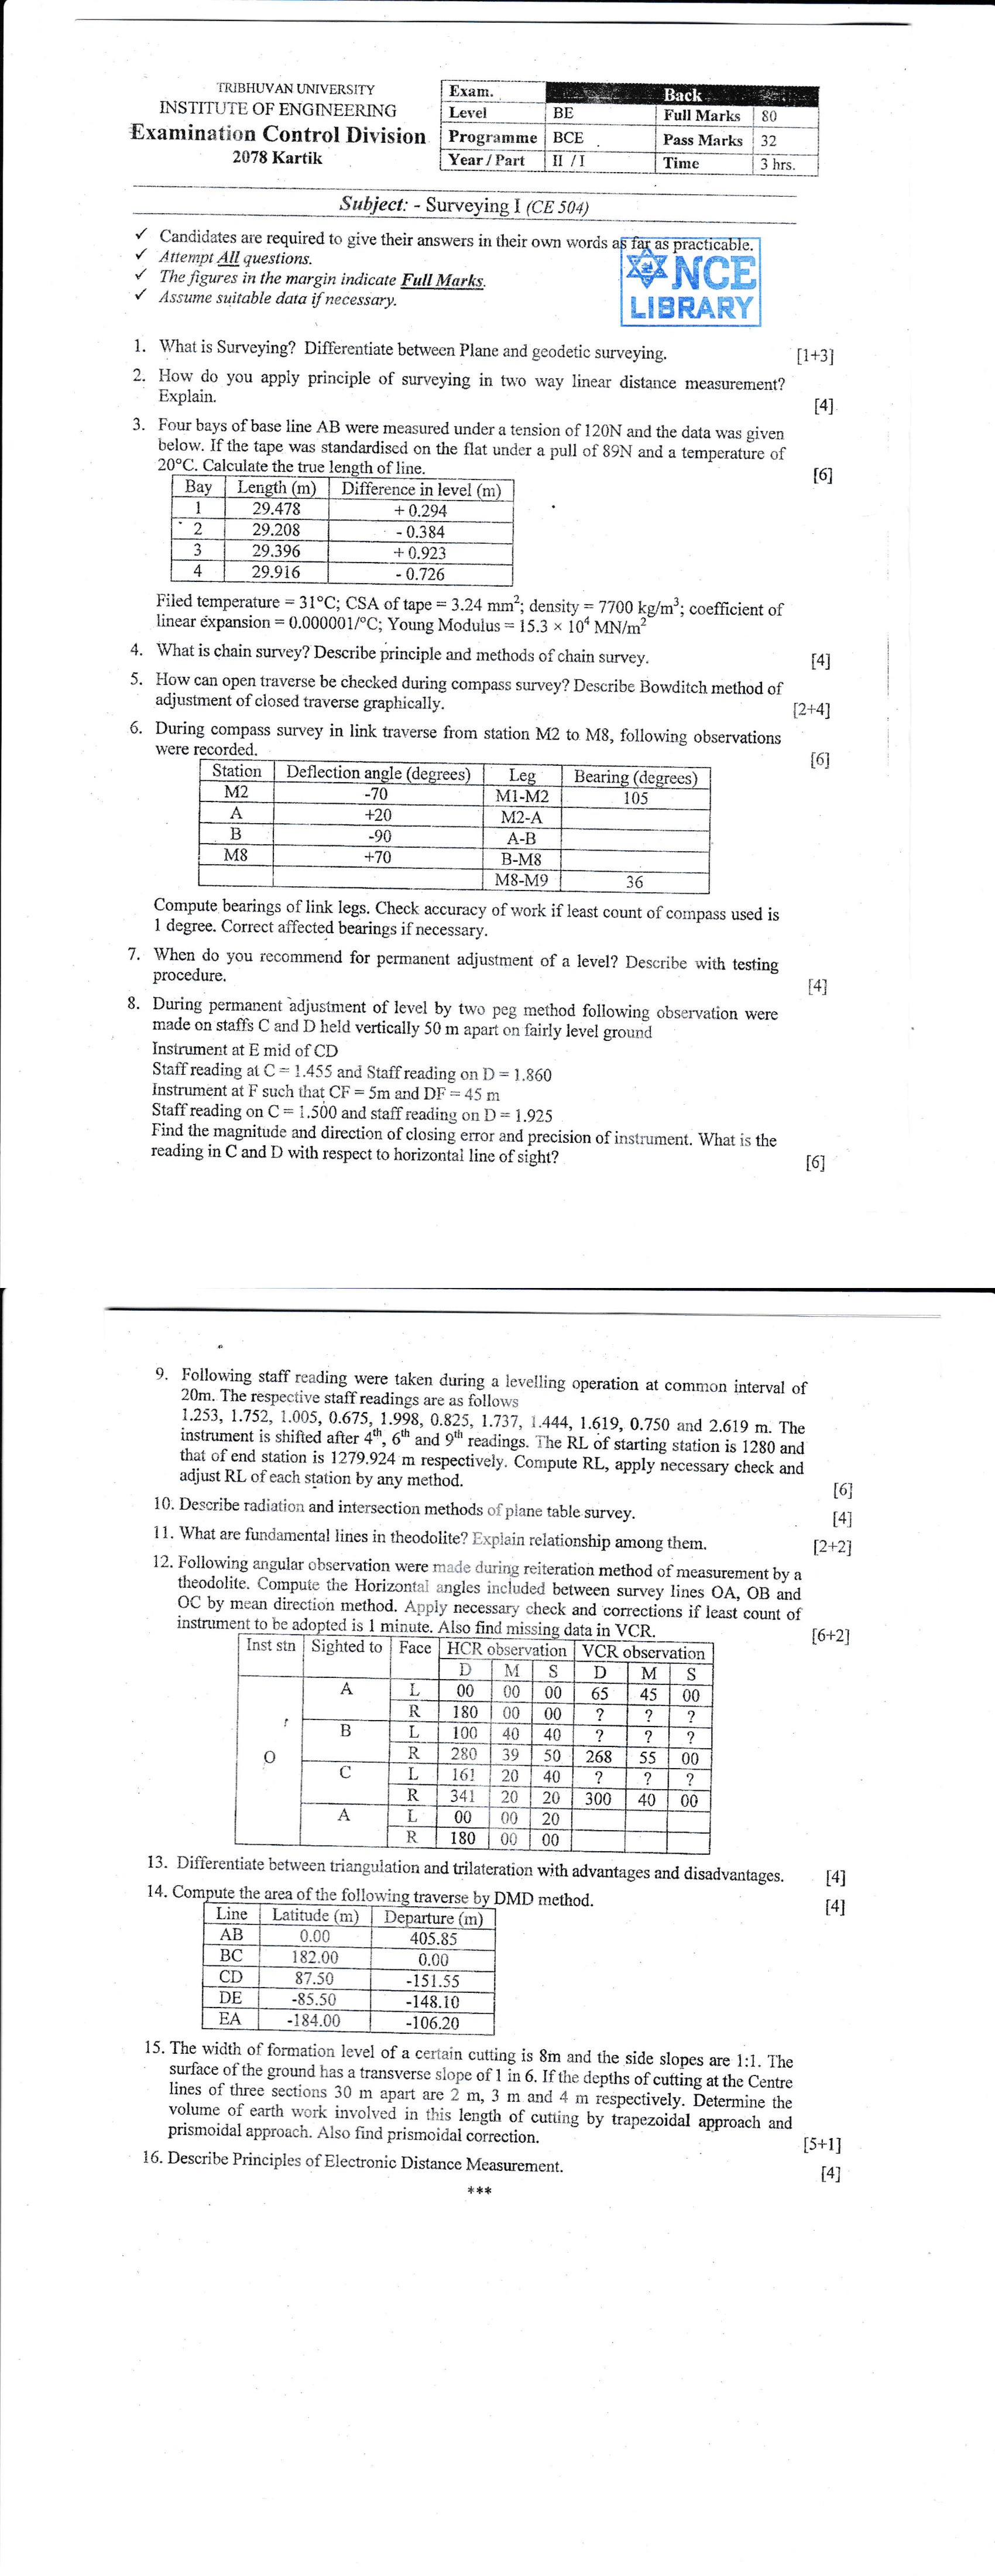 TRIBHUVAN UNIVERSITY
INSTITUTE OF ENGINEERING
Examination Control Division
2078 Kartik
Exam. Back
Level BE Full Marks 80
Programme BCE Pass Marks 32
Year / Part II / I Time 3 hrs.
Subject: - Surveying I (CE 504)
✓ Candidates are required to give their answers in their own words as far as practicable.
✓ Attempt All questions.
✓ The figures in the margin indicate Full Marks.
✓ Assume suitable data if necessary.
NCE
LIBRARY
1. What is Surveying? Differentiate between Plane and geodetic surveying. [1+3]
2. How do you apply principle of surveying in two way linear distance measurement?
Explain. [4]
3. Four bays of base line AB were measured under a tension of 120N and the data was given
below. If the tape was standardised on the flat under a pull of 89N and a temperature of
20°C. Calculate the true length of line. [6]
Bay Length (m) Difference in level (m)
1 29.478 + 0.294
2 29.208 - 0.384
3 29.396 + 0.923
4 29.916 - 0.726
Filed temperature = 31°C; CSA of tape = 3.24 mm²; density = 7700 kg/m³; coefficient of
linear expansion = 0.000001/°C; Young Modulus = 15.3 × 10⁴ MN/m²
4. What is chain survey? Describe principle and methods of chain survey. [4]
5. How can open traverse be checked during compass survey? Describe Bowditch method of
adjustment of closed traverse graphically. [2+4]
6. During compass survey in link traverse from station M2 to M8, following observations
were recorded. [6]
Station Deflection angle (degrees) Leg Bearing (degrees)
M2 -70 M1-M2 105
A +20 M2-A
B -90 A-B
M8 +70 B-M8
M8-M9 36
Compute bearings of link legs. Check accuracy of work if least count of compass used is
1 degree. Correct affected bearings if necessary.
7. When do you recommend for permanent adjustment of a level? Describe with testing
procedure. [4]
8. During permanent adjustment of level by two peg method following observation were
made on staffs C and D held vertically 50 m apart on fairly level ground
Instrument at E mid of CD
Staff reading at C = 1.455 and Staff reading on D = 1.860
Instrument at F such that CF = 5m and DF = 45 m
Staff reading on C = 1.500 and staff reading on D = 1.925
Find the magnitude and direction of closing error and precision of instrument. What is the
reading in C and D with respect to horizontal line of sight? [6]
9. Following staff reading were taken during a levelling operation at common interval of
20m. The respective staff readings are as follows
1.253, 1.752, 1.005, 0.675, 1.998, 0.825, 1.737, 1.444, 1.619, 0.750 and 2.619 m. The
instrument is shifted after 4th, 6th and 9th readings. The RL of starting station is 1280 and
that of end station is 1279.924 m respectively. Compute RL, apply necessary check and
adjust RL of each station by any method. [6]
10. Describe radiation and intersection methods of plane table survey. [4]
11. What are fundamental lines in theodolite? Explain relationship among them. [2+2]
12. Following angular observation were made during reiteration method of measurement by a
theodolite. Compute the Horizontal angles included between survey lines OA, OB and
OC by mean direction method. Apply necessary check and corrections if least count of
instrument to be adopted is 1 minute. Also find missing data in VCR. [6+2]
Inst stn Sighted to Face HCR observation VCR observation
D M S D M S
A L 00 00 00 65 45 00
R 180 00 00 ? ? ?
B L 100 40 40 ? ? ?
O R 280 39 50 268 55 00
C L 161 20 40 ? ? ?
R 341 20 20 300 40 00
A L 00 00 20
R 180 00 00
13. Differentiate between triangulation and trilateration with advantages and disadvantages. [4]
14. Compute the area of the following traverse by DMD method. [4]
Line Latitude (m) Departure (m)
AB 0.00 405.85
BC 182.00 0.00
CD 87.50 -151.55
DE -85.50 -148.10
EA -184.00 -106.20
15. The width of formation level of a certain cutting is 8m and the side slopes are 1:1. The
surface of the ground has a transverse slope of 1 in 6. If the depths of cutting at the Centre
lines of three sections 30 m apart are 2 m, 3 m and 4 m respectively. Determine the
volume of earth work involved in this length of cutting by trapezoidal approach and
prismoidal approach. Also find prismoidal correction. [5+1]
16. Describe Principles of Electronic Distance Measurement. [4]
***